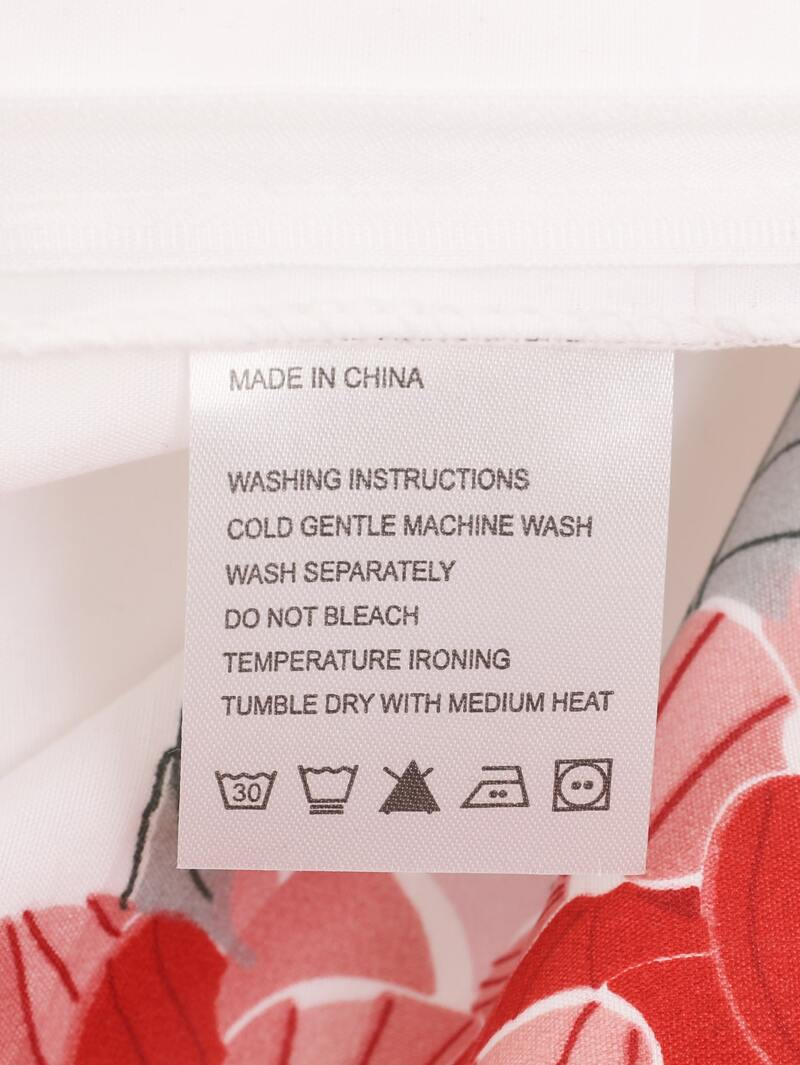 MADE IN CHINA
WASHING INSTRUCTIONS
COLD GENTLE MACHINE WASH
WASH SEPARATELY
DO NOT BLEACH
TEMPERATURE IRONING
TUMBLE DRY WITH MEDIUM HEAT
30